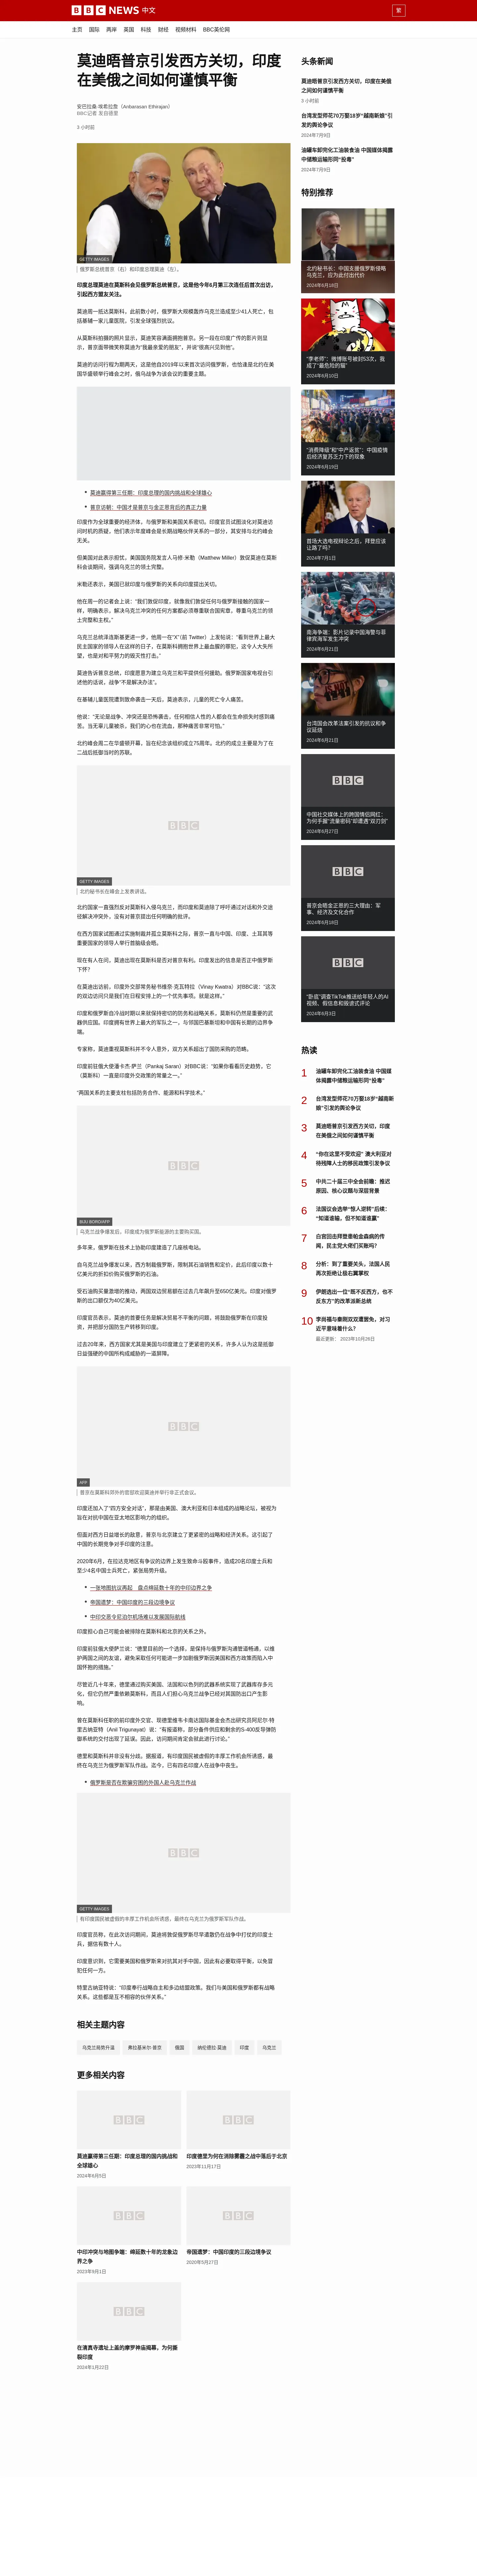 BBC NEWS 中文
繁
主页 国际 两岸 英国 科技 财经 视频材料 BBC英伦网
莫迪晤普京引发西方关切，印度
在美俄之间如何谨慎平衡
安巴拉桑·埃希拉詹（Anbarasan Ethirajan）
BBC记者 发自德里
3 小时前
GETTY IMAGES
俄罗斯总统普京（右）和印度总理莫迪（左）。
印度总理莫迪在莫斯科会见俄罗斯总统普京，这是他今年6月第三次连任后首次出访，
引起西方盟友关注。
莫迪周一抵达莫斯科，此前数小时，俄罗斯大规模轰炸乌克兰造成至少41人死亡，包
括基辅一家儿童医院，引发全球强烈抗议。
从莫斯科拍摄的照片显示，莫迪笑容满面拥抱普京。另一段在印度广传的影片则显
示，普京面带微笑称莫迪为“我最亲爱的朋友”，并说“很高兴见到他”。
莫迪的访问行程为期两天，这是他自2019年以来首次访问俄罗斯，也恰逢北约在美
国华盛顿举行峰会之时，俄乌战争为该会议的重要主题。
莫迪赢得第三任期：印度总理的国内挑战和全球雄心
普京访朝：中国才是普京与金正恩背后的真正力量
印度作为全球重要的经济体，与俄罗斯和美国关系密切。印度官员试图淡化对莫迪访
问时机的质疑，他们表示年度峰会是长期战略伙伴关系的一部分，其安排与北约峰会
无关。
但美国对此表示担忧，美国国务院发言人马修·米勒（Matthew Miller）敦促莫迪在莫斯
科会谈期间，强调乌克兰的领土完整。
米勒还表示，美国已就印度与俄罗斯的关系向印度提出关切。
他在周一的记者会上说：“我们敦促印度，就像我们敦促任何与俄罗斯接触的国家一
样，明确表示，解决乌克兰冲突的任何方案都必须尊重联合国宪章，尊重乌克兰的领
土完整和主权。”
乌克兰总统泽连斯基更进一步，他周一在“X”（前 Twitter）上发帖说：“看到世界上最大
民主国家的领导人在这样的日子，在莫斯科拥抱世界上最血腥的罪犯，这令人大失所
望，也是对和平努力的毁灭性打击。”
莫迪告诉普京总统，印度愿意为建立乌克兰和平提供任何援助。俄罗斯国家电视台引
述他的话说，战争“不是解决办法”。
在基辅儿童医院遭到致命袭击一天后，莫迪表示，儿童的死亡令人痛苦。
他说：“无论是战争、冲突还是恐怖袭击，任何相信人性的人都会在生命损失时感到痛
苦。当无辜儿童被杀，我们的心也在流血，那种痛苦非常可怕。”
北约峰会周二在华盛顿开幕，旨在纪念该组织成立75周年。北约的成立主要是为了在
二战后抵御当时的苏联。
BBC
GETTY IMAGES
北约秘书长在峰会上发表讲话。
北约国家一直强烈反对莫斯科入侵乌克兰，而印度和莫迪除了呼吁通过对话和外交途
径解决冲突外，没有对普京提出任何明确的批评。
在西方国家试图通过实施制裁并孤立莫斯科之际，普京一直与中国、印度、土耳其等
重要国家的领导人举行首脑级会晤。
现在有人在问，莫迪出现在莫斯科是否对普京有利。印度发出的信息是否正中俄罗斯
下怀？
在莫迪出访前，印度外交部常务秘书维奈·克瓦特拉（Vinay Kwatra）对BBC说：“这次
的双边访问只是我们在日程安排上的一个优先事项。就是这样。”
印度和俄罗斯自冷战时期以来就保持密切的防务和战略关系。莫斯科仍然是重要的武
器供应国。印度拥有世界上最大的军队之一，与邻国巴基斯坦和中国有长期的边界争
端。
专家称，莫迪重视莫斯科并不令人意外，双方关系超出了国防采购的范畴。
印度前驻俄大使潘卡杰·萨兰（Pankaj Saran）对BBC说：“如果你看看历史趋势，它
（莫斯科）一直是印度外交政策的常量之一。”
“两国关系的主要支柱包括防务合作、能源和科学技术。”
BBC
BIJU BORO/AFP
乌克兰战争爆发后，印度成为俄罗斯能源的主要购买国。
多年来，俄罗斯在技术上协助印度建造了几座核电站。
自乌克兰战争爆发以来，西方制裁俄罗斯，限制其石油销售和定价，此后印度以数十
亿美元的折扣价购买俄罗斯的石油。
受石油购买量激增的推动，两国双边贸易额在过去几年飙升至650亿美元。印度对俄罗
斯的出口额仅为40亿美元。
印度官员表示，莫迪的首要任务是解决贸易不平衡的问题，将鼓励俄罗斯在印度投
资，并把部分国防生产转移到印度。
过去20年来，西方国家尤其是美国与印度建立了更紧密的关系，许多人认为这是抵御
日益强硬的中国所构成威胁的一道屏障。
BBC
AFP
普京在莫斯科郊外的官邸欢迎莫迪并举行非正式会议。
印度还加入了“四方安全对话”，那是由美国、澳大利亚和日本组成的战略论坛，被视为
旨在对抗中国在亚太地区影响力的组织。
但面对西方日益增长的敌意，普京与北京建立了更紧密的战略和经济关系。这引起了
中国的长期竞争对手印度的注意。
2020年6月，在拉达克地区有争议的边界上发生致命斗殴事件，造成20名印度士兵和
至少4名中国士兵死亡，紧张局势升级。
一张地图抗议再起　盘点绵延数十年的中印边界之争
帝国遗梦：中国印度的三段边境争议
中印交恶令尼泊尔机场难以发展国际航线
印度担心自己可能会被排除在莫斯科和北京的关系之外。
印度前驻俄大使萨兰说：“德里目前的一个选择，是保持与俄罗斯沟通管道畅通，以维
护两国之间的友谊，避免采取任何可能进一步加剧俄罗斯因美国和西方政策而陷入中
国怀抱的措施。”
尽管近几十年来，德里通过购买美国、法国和以色列的武器系统实现了武器库存多元
化，但它仍然严重依赖莫斯科，而且人们担心乌克兰战争已经对其国防出口产生影
响。
曾在莫斯科任职的前印度外交官、现德里维韦卡南达国际基金会杰出研究员阿尼尔·特
里古纳亚特（Anil Trigunayat）说：“有报道称，部分备件供应和剩余的S-400反导弹防
御系统的交付出现了延误。因此，访问期间肯定会就此进行讨论。”
德里和莫斯科并非没有分歧。据报道，有印度国民被虚假的丰厚工作机会所诱惑，最
终在乌克兰为俄罗斯军队作战。迄今，已有四名印度人在战争中丧生。
俄罗斯是否在欺骗穷困的外国人赴乌克兰作战
BBC
GETTY IMAGES
有印度国民被虚假的丰厚工作机会所诱惑，最终在乌克兰为俄罗斯军队作战。
印度官员称，在此次访问期间，莫迪将敦促俄罗斯尽早遣散仍在战争中打仗的印度士
兵，据信有数十人。
印度意识到，它需要美国和俄罗斯来对抗其对手中国，因此有必要取得平衡，以免冒
犯任何一方。
特里古纳亚特说：“印度奉行战略自主和多边结盟政策。我们与美国和俄罗斯都有战略
关系。这些都是互不相容的伙伴关系。”
相关主题内容
乌克兰局势升温 弗拉基米尔·普京 俄国 纳伦德拉·莫迪 印度 乌克兰
更多相关内容
BBC
BBC
莫迪赢得第三任期：印度总理的国内挑战和
全球雄心
2024年6月5日
印度德里为何在消除雾霾之战中落后于北京
2023年11月17日
BBC
BBC
中印冲突与地图争端：绵延数十年的龙象边
界之争
2023年9月1日
帝国遗梦：中国印度的三段边境争议
2020年5月27日
BBC
在清真寺遗址上盖的摩罗神庙揭幕，为何撕
裂印度
2024年1月22日
头条新闻
莫迪晤普京引发西方关切，印度在美俄
之间如何谨慎平衡
3 小时前
台湾发型师花70万娶18岁“越南新娘”引
发的舆论争议
2024年7月9日
油罐车卸完化工油装食油 中国媒体揭露
中储粮运输形同“投毒”
2024年7月9日
特别推荐
北约秘书长：中国支援俄罗斯侵略
乌克兰，应为此付出代价
2024年6月18日
“李老师”：微博账号被封53次，我
成了“最危险的猫”
2024年6月10日
“消费降级”和“中产返贫”：中国疫情
后经济复苏乏力下的现象
2024年6月19日
首场大选电视辩论之后，拜登应该
让路了吗？
2024年7月1日
南海争端：影片记录中国海警与菲
律宾海军发生冲突
2024年6月21日
台湾国会改革法案引发的抗议和争
议延烧
2024年6月21日
BBC
中国社交媒体上的跨国情侣网红：
为何手握“流量密码”却遭遇“双刃剑”
2024年6月27日
BBC
普京会晤金正恩的三大理由：军
事、经济及文化合作
2024年6月18日
BBC
“卧底”调查TikTok推送给年轻人的AI
视频、假信息和毁谤式评论
2024年6月3日
热读
1 油罐车卸完化工油装食油 中国媒
体揭露中储粮运输形同“投毒”
2 台湾发型师花70万娶18岁“越南新
娘”引发的舆论争议
3 莫迪晤普京引发西方关切，印度
在美俄之间如何谨慎平衡
4 “你在这里不受欢迎” 澳大利亚对
待残障人士的移民政策引发争议
5 中共二十届三中全会前瞻：推迟
原因、核心议题与深层背景
6 法国议会选举“惊人逆转”后续：
“知道谁输，但不知道谁赢”
7 白宫回击拜登患帕金森病的传
闻，民主党大佬们买账吗？
8 分析：到了重要关头，法国人民
再次拒绝让极右翼掌权
9 伊朗选出一位“既不反西方，也不
反东方”的改革派新总统
10 李尚福与秦刚双双遭罢免，对习
近平意味着什么？
最近更新： 2023年10月26日